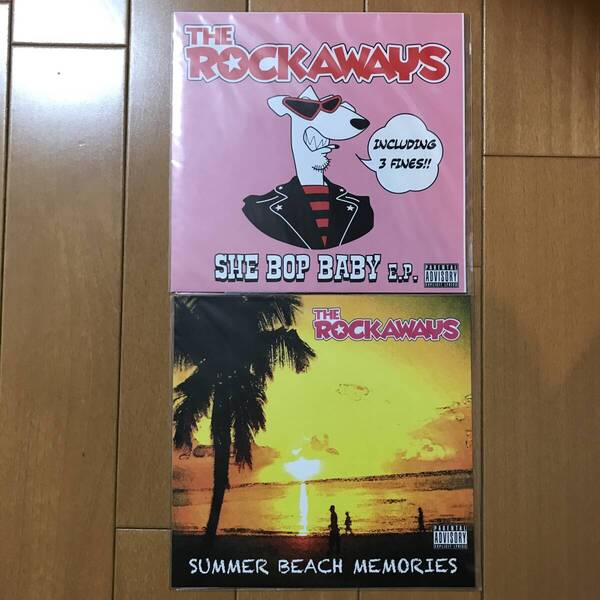 THE
ROCKAWAYS
INCLUDING
3 FINES!!
SHE BOP BABY E.P.
PARENTAL
ADVISORY
EXPLICIT LYRICS
THE
ROCKAWAYS
PARENTAL
ADVISORY
EXPLICIT LYRICS
SUMMER BEACH MEMORIES